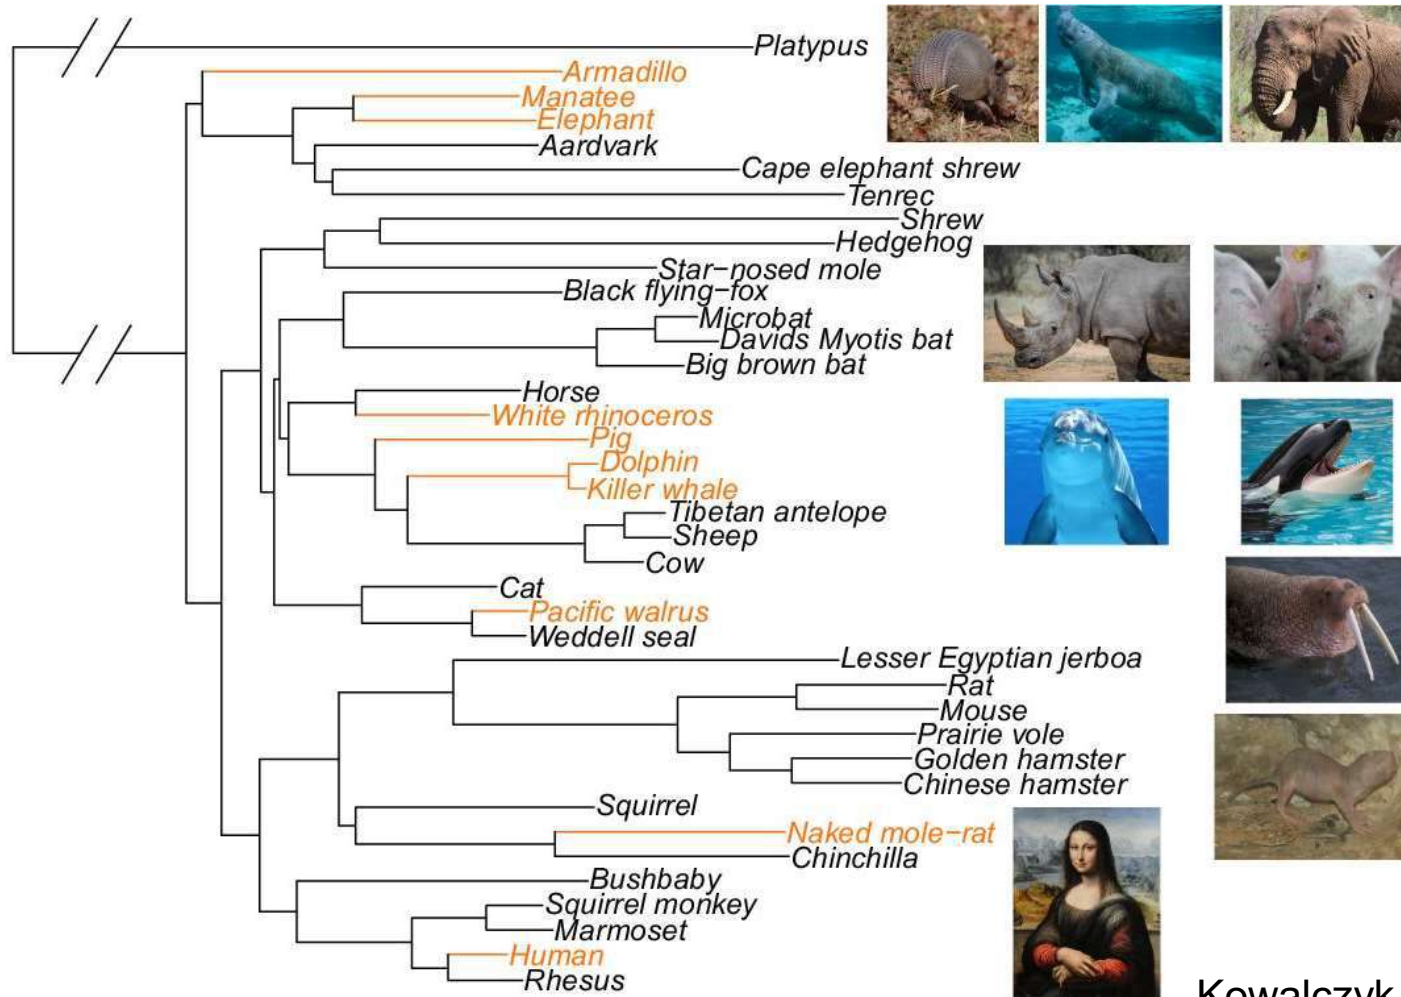 Platypus
Armadillo
Manatee
Elephant
Aardvark
Cape elephant shrew
Tenrec
Shrew
Hedgehog
Star-nosed mole
Black flying-fox
Microbat
Davids Myotis bat
Big brown bat
Horse
White rhinoceros
Pig
Dolphin
Killer whale
Tibetan antelope
Sheep
Cow
Cat
Pacific walrus
Weddell seal
Lesser Egyptian jerboa
Rat
Mouse
Prairie vole
Golden hamster
Chinese hamster
Squirrel
Naked mole-rat
Chinchilla
Bushbaby
Squirrel monkey
Marmoset
Human
Rhesus
Kowalczyk